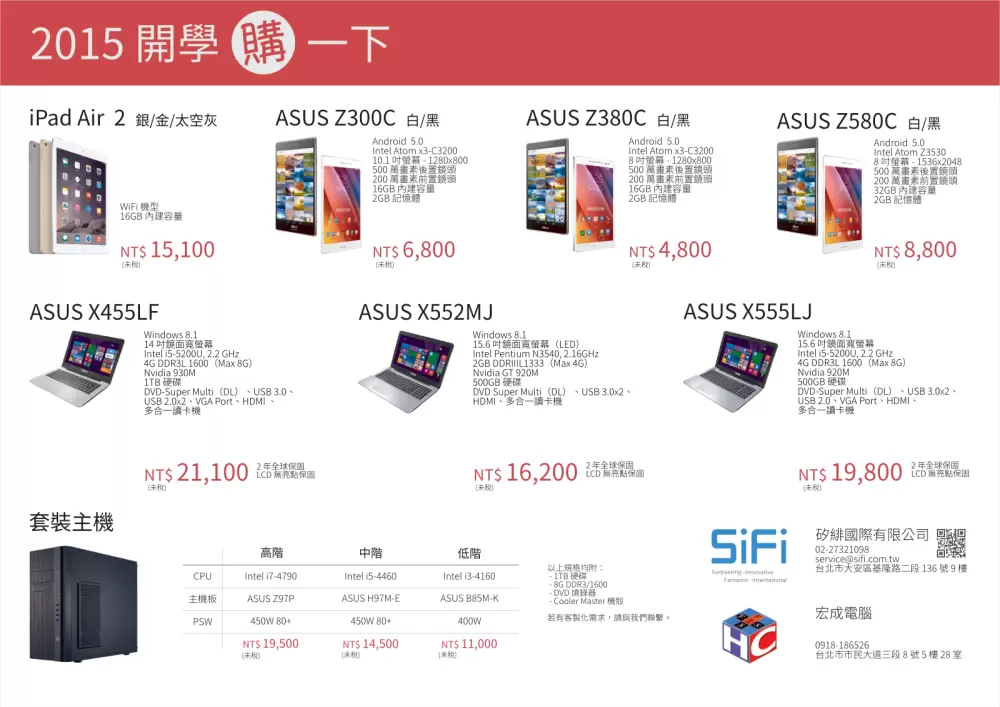 2015 開學 購 一下
iPad Air 2 銀/金/太空灰
WiFi 機型
16GB 內建容量
NT$ 15,100
(未稅)
ASUS Z300C 白/黑
Android 5.0
Intel Atom x3-C3200
10.1 吋螢幕 - 1280x800
500 萬畫素後置鏡頭
200 萬畫素前置鏡頭
16GB 內建容量
2GB 記憶體
NT$ 6,800
(未稅)
ASUS Z380C 白/黑
Android 5.0
Intel Atom x3-C3200
8 吋螢幕 - 1280x800
500 萬畫素後置鏡頭
200 萬畫素前置鏡頭
16GB 內建容量
2GB 記憶體
NT$ 4,800
(未稅)
ASUS Z580C 白/黑
Android 5.0
Intel Atom Z3530
8 吋螢幕 - 1536x2048
500 萬畫素後置鏡頭
200 萬畫素前置鏡頭
32GB 內建容量
2GB 記憶體
NT$ 8,800
(未稅)
ASUS X455LF
Windows 8.1
14 吋鏡面寬螢幕
Intel i5-5200U, 2.2 GHz
4G DDR3L 1600（Max 8G）
Nvidia 930M
1TB 硬碟
DVD-Super Multi（DL）、USB 3.0、
USB 2.0x2、VGA Port、HDMI 、
多合一讀卡機
NT$ 21,100
(未稅)
2 年全球保固
LCD 無亮點保固
ASUS X552MJ
Windows 8.1
15.6 吋鏡面寬螢幕（LED）
Intel Pentium N3540, 2.16GHz
2GB DDRIIIL1333（Max 4G）
Nvidia GT 920M
500GB 硬碟
DVD Super Multi（DL）、USB 3.0x2、
HDMI、多合一讀卡機
NT$ 16,200
(未稅)
2 年全球保固
LCD 無亮點保固
ASUS X555LJ
Windows 8.1
15.6 吋鏡面寬螢幕
Intel i5-5200U, 2.2 GHz
4G DDR3L 1600（Max 8G）
Nvidia 920M
500GB 硬碟
DVD-Super Multi（DL）、USB 3.0x2、
USB 2.0、VGA Port、HDMI、
多合一讀卡機
NT$ 19,800
(未稅)
2 年全球保固
LCD 無亮點保固
套裝主機
高階 中階 低階
CPU Intel i7-4790 Intel i5-4460 Intel i3-4160
主機板 ASUS Z97P ASUS H97M-E ASUS B85M-K
PSW 450W 80+ 450W 80+ 400W
NT$ 19,500 NT$ 14,500 NT$ 11,000
(未稅) (未稅) (未稅)
以上規格均附：
- 1TB 硬碟
- 8G DDR3/1600
- DVD 燒錄器
- Cooler Master 機殼
若有客製化需求，請與我們聯繫。
SiFi
Surpassing · Innovative
Fantastic · International
矽緋國際有限公司
02-27321098
service@sifi.com.tw
台北市大安區基隆路二段 136 號 9 樓
HC
宏成電腦
0918-186526
台北市市民大道三段 8 號 5 樓 28 室